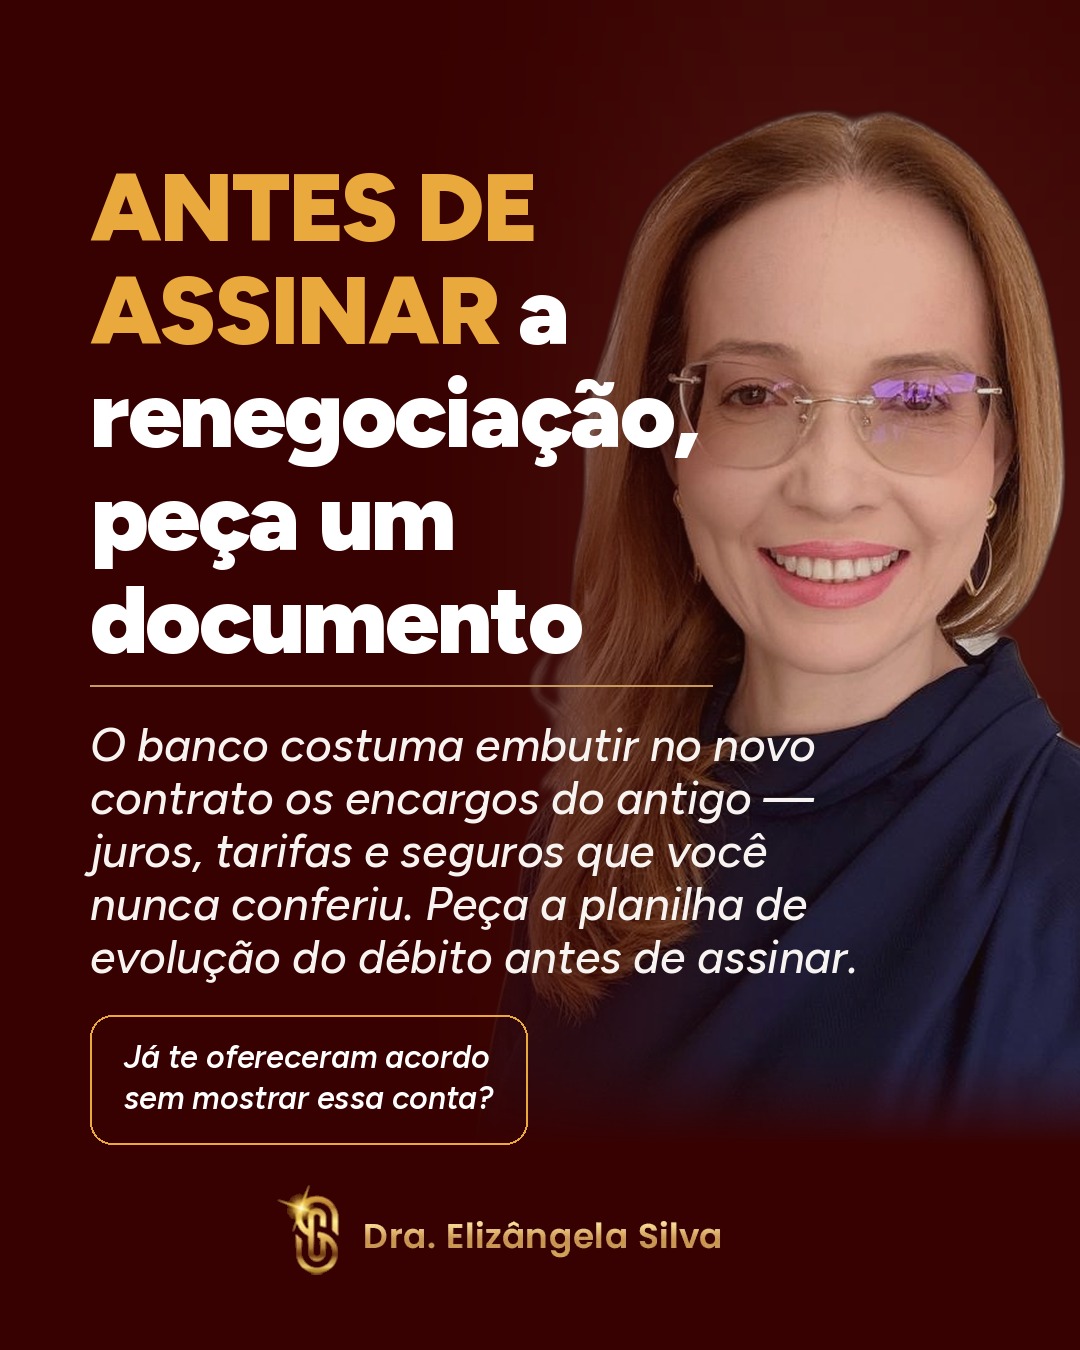 ANTES DE
ASSINAR a
renegociação,
peça um
documento
O banco costuma embutir no novo
contrato os encargos do antigo —
juros, tarifas e seguros que você
nunca conferiu. Peça a planilha de
evolução do débito antes de assinar.
Já te ofereceram acordo
sem mostrar essa conta?
Dra. Elizângela Silva